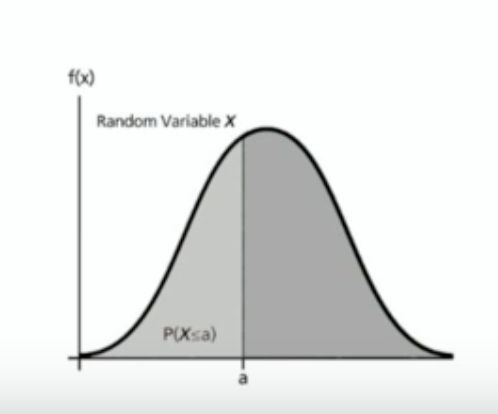 f(x)
Random Variable X
P(X≤a)
a